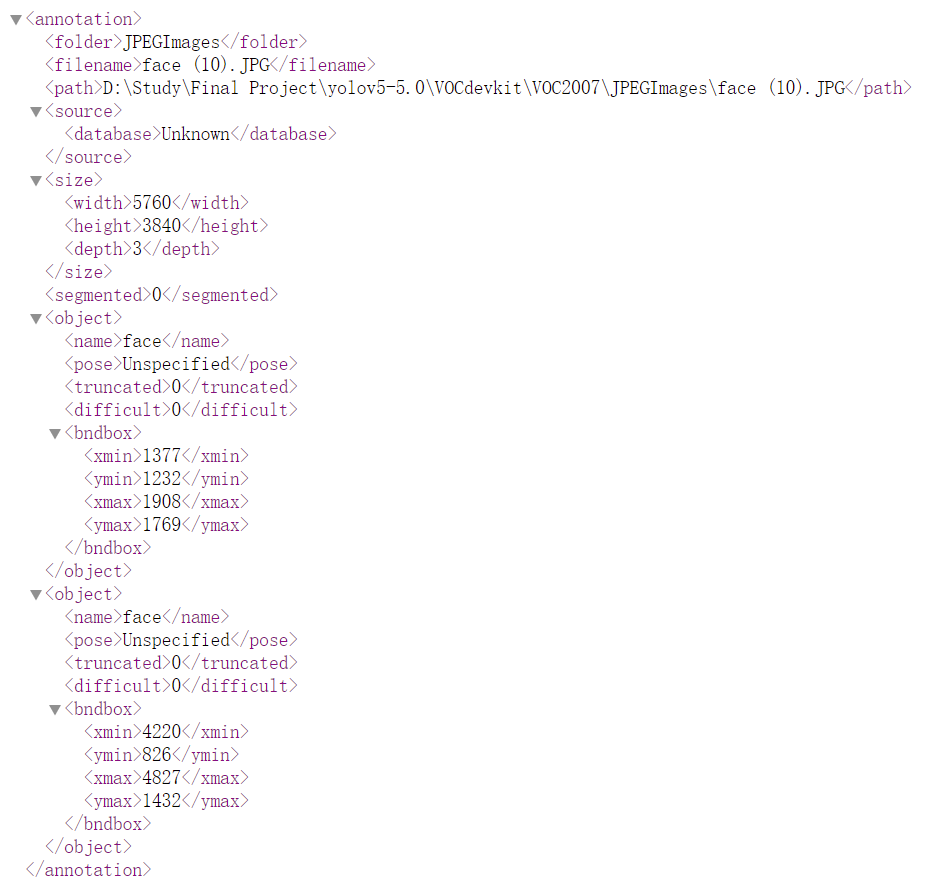 ▼<annotation>
<folder>JPEGImages</folder>
<filename>face (10).JPG</filename>
<path>D:\Study\Final Project\yolov5-5.0\VOCdevkit\VOC2007\JPEGImages\face (10).JPG</path>
▼<source>
<database>Unknown</database>
</source>
▼<size>
<width>5760</width>
<height>3840</height>
<depth>3</depth>
</size>
<segmented>0</segmented>
▼<object>
<name>face</name>
<pose>Unspecified</pose>
<truncated>0</truncated>
<difficult>0</difficult>
▼<bndbox>
<xmin>1377</xmin>
<ymin>1232</ymin>
<xmax>1908</xmax>
<ymax>1769</ymax>
</bndbox>
</object>
▼<object>
<name>face</name>
<pose>Unspecified</pose>
<truncated>0</truncated>
<difficult>0</difficult>
▼<bndbox>
<xmin>4220</xmin>
<ymin>826</ymin>
<xmax>4827</xmax>
<ymax>1432</ymax>
</bndbox>
</object>
</annotation>